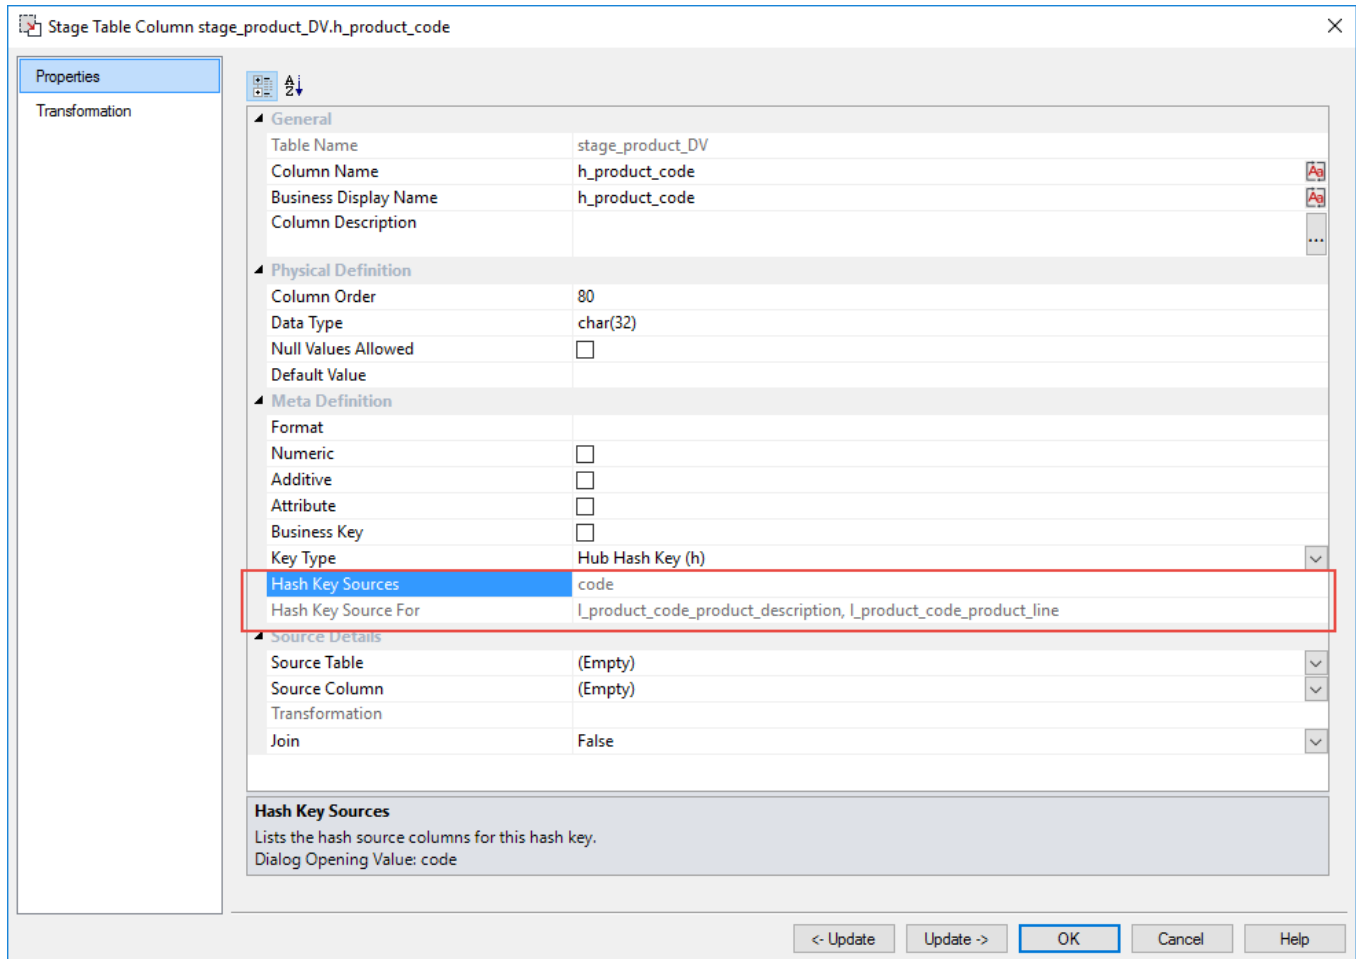 Stage Table Column stage_product_DV.h_product_code
Properties
Transformation
General
Table Name stage_product_DV
Column Name h_product_code
Business Display Name h_product_code
Column Description
...
Physical Definition
Column Order 80
Data Type char(32)
Null Values Allowed
Default Value
Meta Definition
Format
Numeric
Additive
Attribute
Business Key
Key Type Hub Hash Key (h)
Hash Key Sources code
Hash Key Source For l_product_code_product_description, l_product_code_product_line
Source Details
Source Table (Empty)
Source Column (Empty)
Transformation
Join False
Hash Key Sources
Lists the hash source columns for this hash key.
Dialog Opening Value: code
<- Update Update -> OK Cancel Help